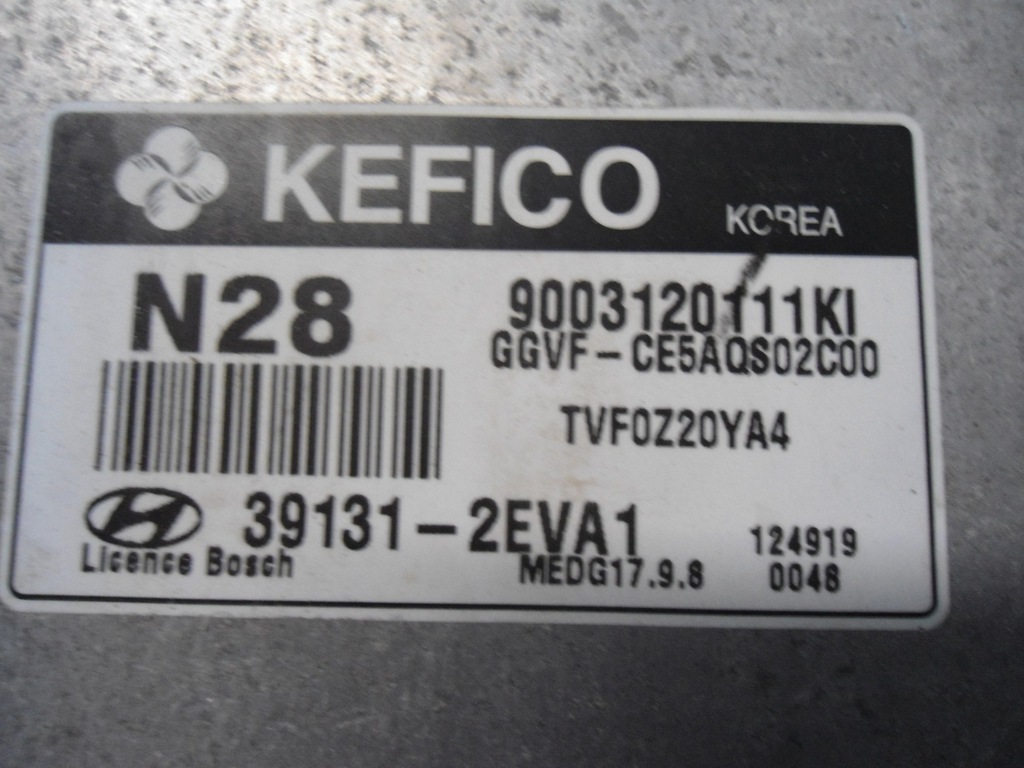 KEFICO KOREA
N28
9003120111KI
GGVF-CE5AQS02C00
TVF0Z20YA4
39131-2EVA1
124919
Licence Bosch
MEDG17.9.8
0048